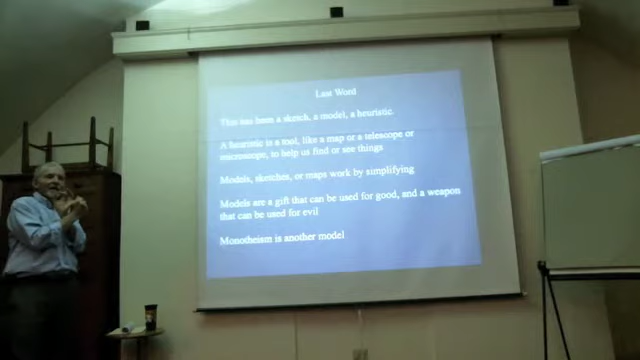 Last Word
This has been a sketch, a model, a heuristic.
A heuristic is a tool, like a map or a telescope or
microscope, to help us find or see things
Models, sketches, or maps work by simplifying
Models are a gift that can be used for good, and a weapon
that can be used for evil
Monotheism is another model